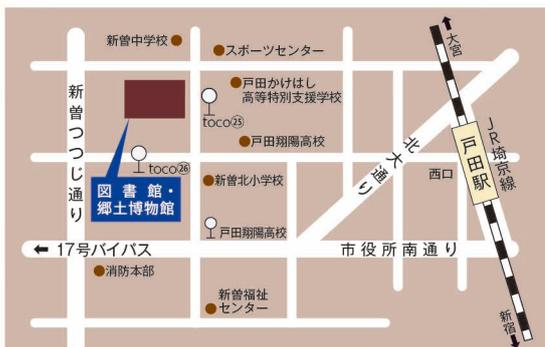 新曽中学校
スポーツセンター
大宮
戸田かけはし
高等特別支援学校
新曽つつじ通り
toco㉕
戸田翔陽高校
北大通り
JR埼京線
戸田駅
西口
toco㉖
図書館・
郷土博物館
新曽北小学校
戸田翔陽高校
← 17号バイパス
市役所南通り
消防本部
新曽福祉
センター
新宿